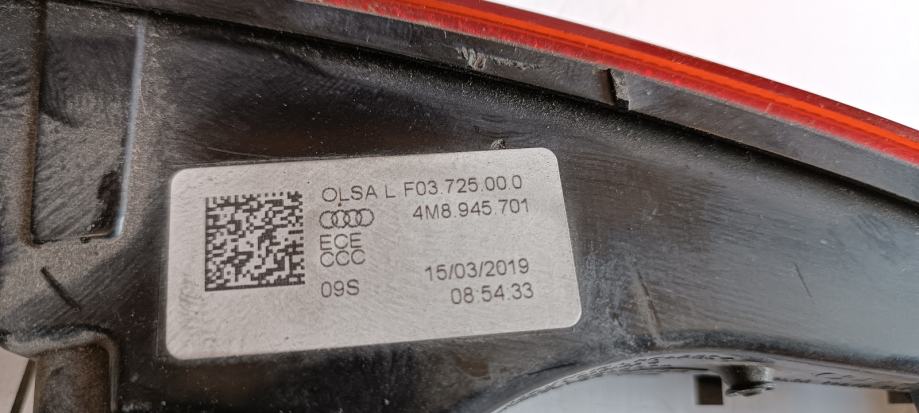 OLSA L F03.725.00.0
4M8.945.701
ECE
CCC
15/03/2019
09S 08:54:33